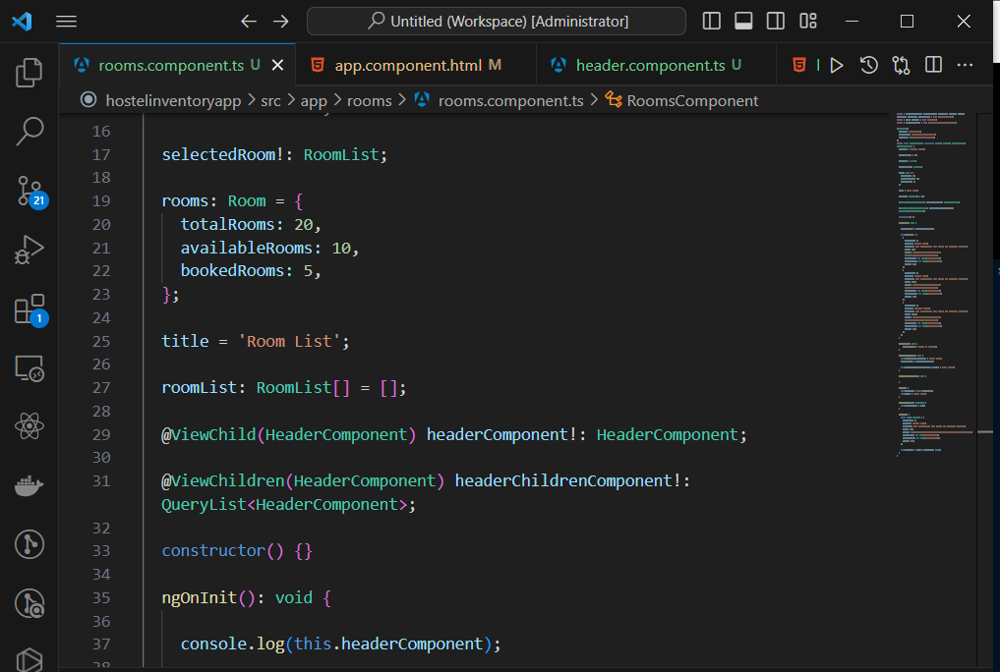 Untitled (Workspace) [Administrator]
rooms.component.ts U
app.component.html M
header.component.ts U
hostelinventoryapp > src > app > rooms > rooms.component.ts > RoomsComponent
16
17 selectedRoom!: RoomList;
18
19 rooms: Room = {
20 totalRooms: 20,
21 availableRooms: 10,
22 bookedRooms: 5,
23 };
24
25 title = 'Room List';
26
27 roomList: RoomList[] = [];
28
29 @ViewChild(HeaderComponent) headerComponent!: HeaderComponent;
30
31 @ViewChildren(HeaderComponent) headerChildrenComponent!:
QueryList<HeaderComponent>;
32
33 constructor() {}
34
35 ngOnInit(): void {
36
37 console.log(this.headerComponent);
21
1